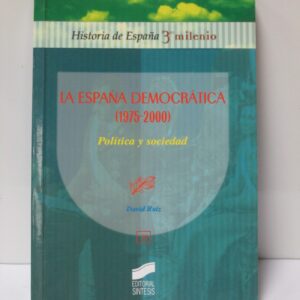 Historia de España 3er milenio
LA ESPAÑA DEMOCRÁTICA
(1975-2000)
Política y sociedad
David Ruiz
EDITORIAL
SINTESIS